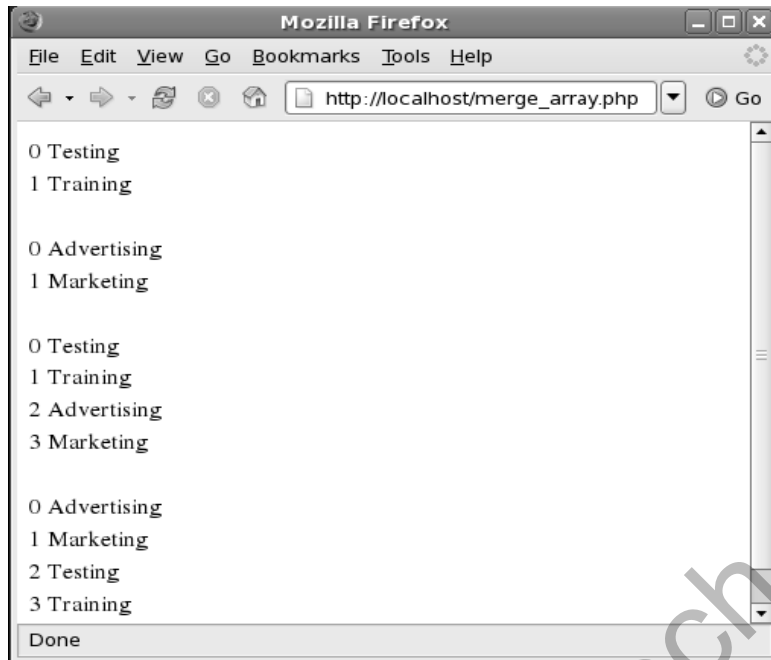 Mozilla Firefox
File Edit View Go Bookmarks Tools Help
http://localhost/merge_array.php Go
0 Testing
1 Training
0 Advertising
1 Marketing
0 Testing
1 Training
2 Advertising
3 Marketing
0 Advertising
1 Marketing
2 Testing
3 Training
Done